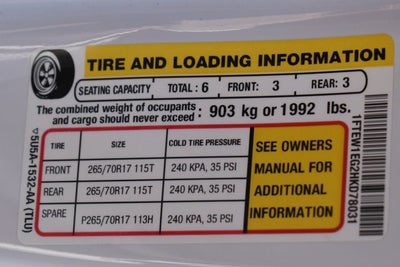 TIRE AND LOADING INFORMATION
SEATING CAPACITY TOTAL : 6 FRONT: 3 REAR: 3
The combined weight of occupants
and cargo should never exceed : 903 kg or 1992 lbs.
TIRE SIZE COLD TIRE PRESSURE
FRONT 265/70R17 115T 240 KPA, 35 PSI
REAR 265/70R17 115T 240 KPA, 35 PSI
SPARE P265/70R17 113H 240 KPA, 35 PSI
SEE OWNERS
MANUAL FOR
ADDITIONAL
INFORMATION
5U5A-1532-AA (TLU)
1FTEW1EG2HKD78031